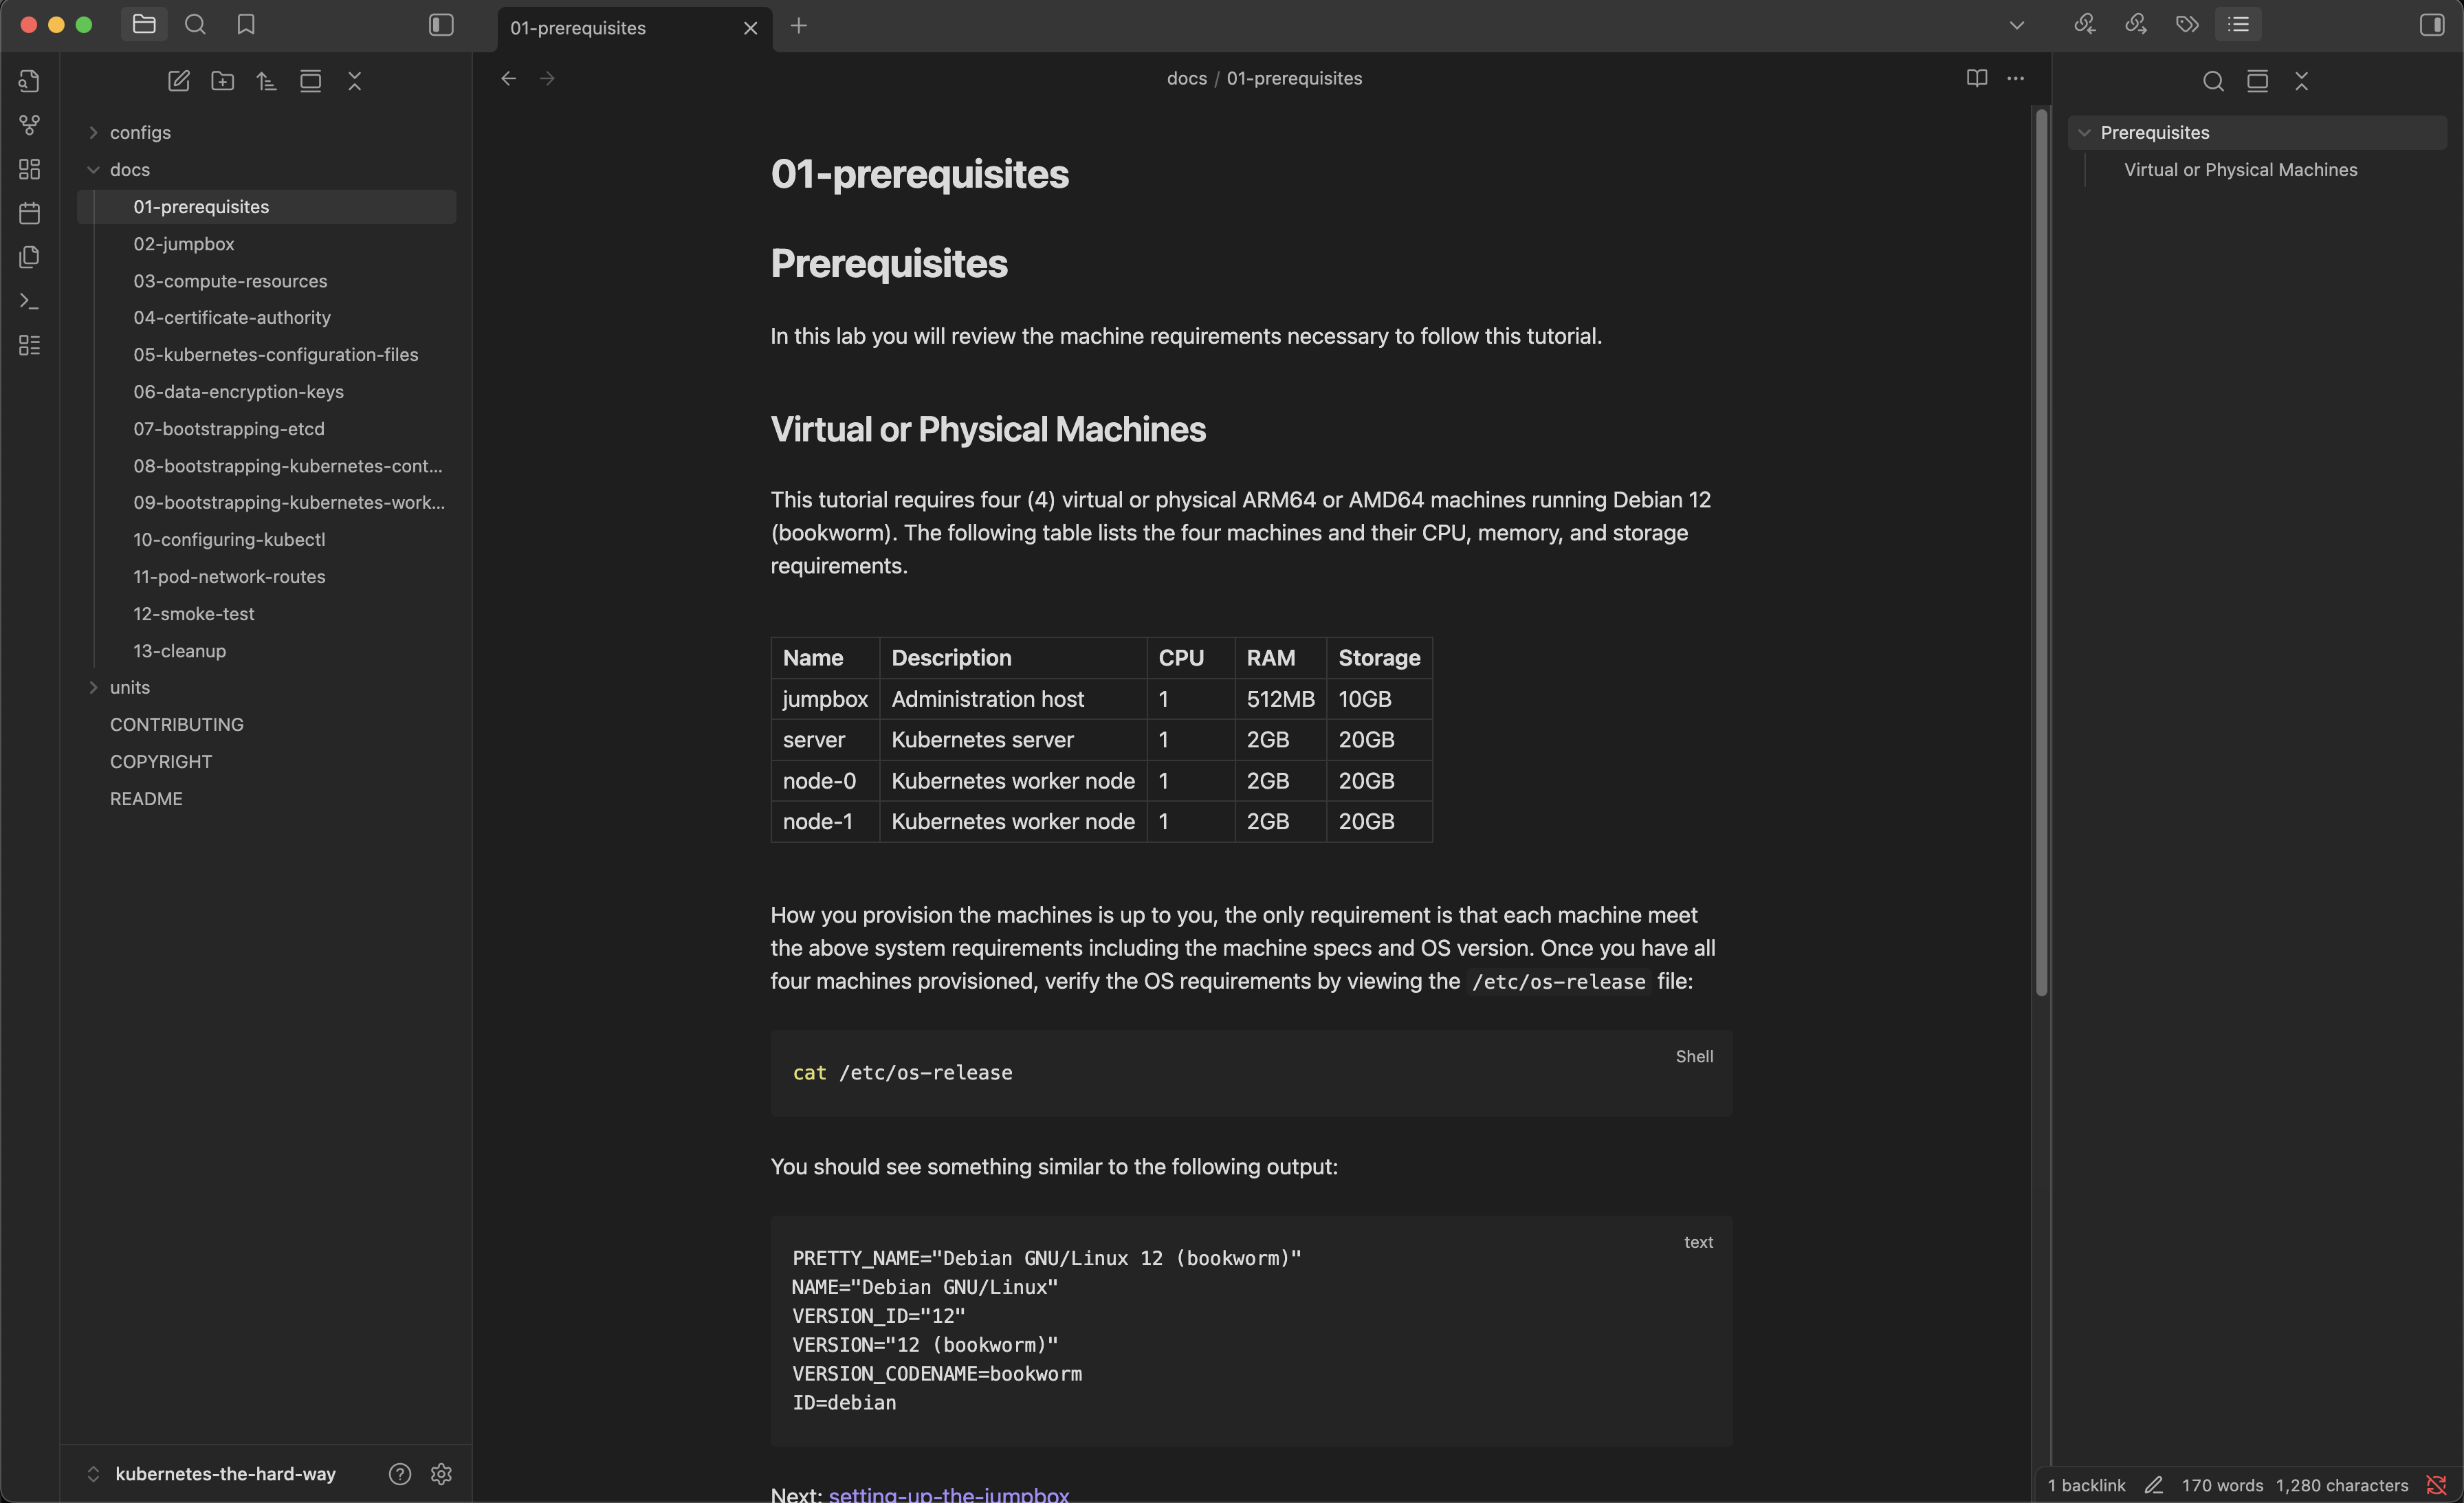 01-prerequisites
docs / 01-prerequisites
configs
docs
01-prerequisites
02-jumpbox
03-compute-resources
04-certificate-authority
05-kubernetes-configuration-files
06-data-encryption-keys
07-bootstrapping-etcd
08-bootstrapping-kubernetes-cont...
09-bootstrapping-kubernetes-work...
10-configuring-kubectl
11-pod-network-routes
12-smoke-test
13-cleanup
units
CONTRIBUTING
COPYRIGHT
README
kubernetes-the-hard-way
01-prerequisites
Prerequisites
In this lab you will review the machine requirements necessary to follow this tutorial.
Virtual or Physical Machines
This tutorial requires four (4) virtual or physical ARM64 or AMD64 machines running Debian 12
(bookworm). The following table lists the four machines and their CPU, memory, and storage
requirements.
Name Description CPU RAM Storage
jumpbox Administration host 1 512MB 10GB
server Kubernetes server 1 2GB 20GB
node-0 Kubernetes worker node 1 2GB 20GB
node-1 Kubernetes worker node 1 2GB 20GB
How you provision the machines is up to you, the only requirement is that each machine meet
the above system requirements including the machine specs and OS version. Once you have all
four machines provisioned, verify the OS requirements by viewing the /etc/os-release file:
Shell
cat /etc/os-release
You should see something similar to the following output:
text
PRETTY_NAME="Debian GNU/Linux 12 (bookworm)"
NAME="Debian GNU/Linux"
VERSION_ID="12"
VERSION="12 (bookworm)"
VERSION_CODENAME=bookworm
ID=debian
Next: setting-up-the-jumpbox
Prerequisites
Virtual or Physical Machines
1 backlink 170 words 1,280 characters